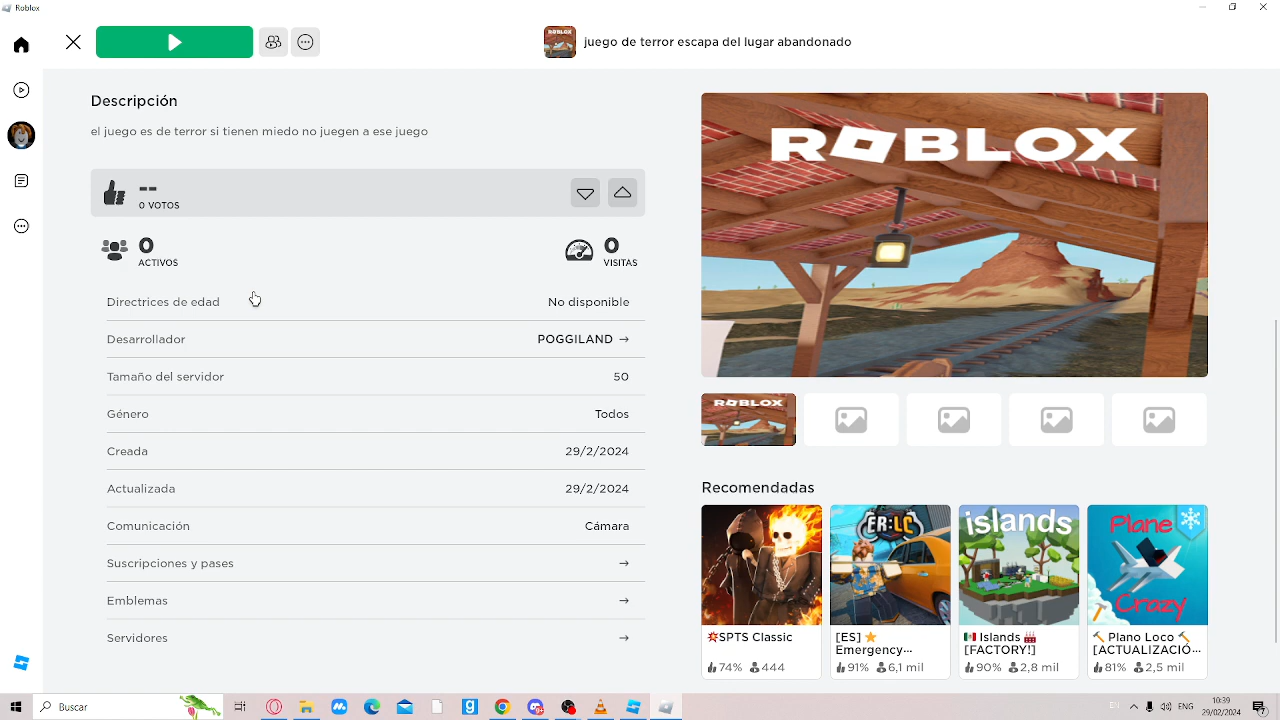 Roblox
juego de terror escapa del lugar abandonado
Descripción
el juego es de terror si tienen miedo no juegen a ese juego
--
0 VOTOS
0
ACTIVOS
0
VISITAS
Directrices de edad No disponible
Desarrollador POGGILAND →
Tamaño del servidor 50
Género Todos
Creada 29/2/2024
Actualizada 29/2/2024
Comunicación Cámara
Suscripciones y pases →
Emblemas →
Servidores →
ROBLOX
ROBLOX
Recomendadas
ER:LC
islands
Plane
Crazy
💥SPTS Classic
74% 444
[ES] ⭐
Emergency...
91% 6,1 mil
🇲🇽 Islands 🏭
[FACTORY!]
90% 2,8 mil
🔨 Plano Loco 🔨
[ACTUALIZACIÓ...
81% 2,5 mil
Buscar
EN
ENG
10:39
29/02/2024